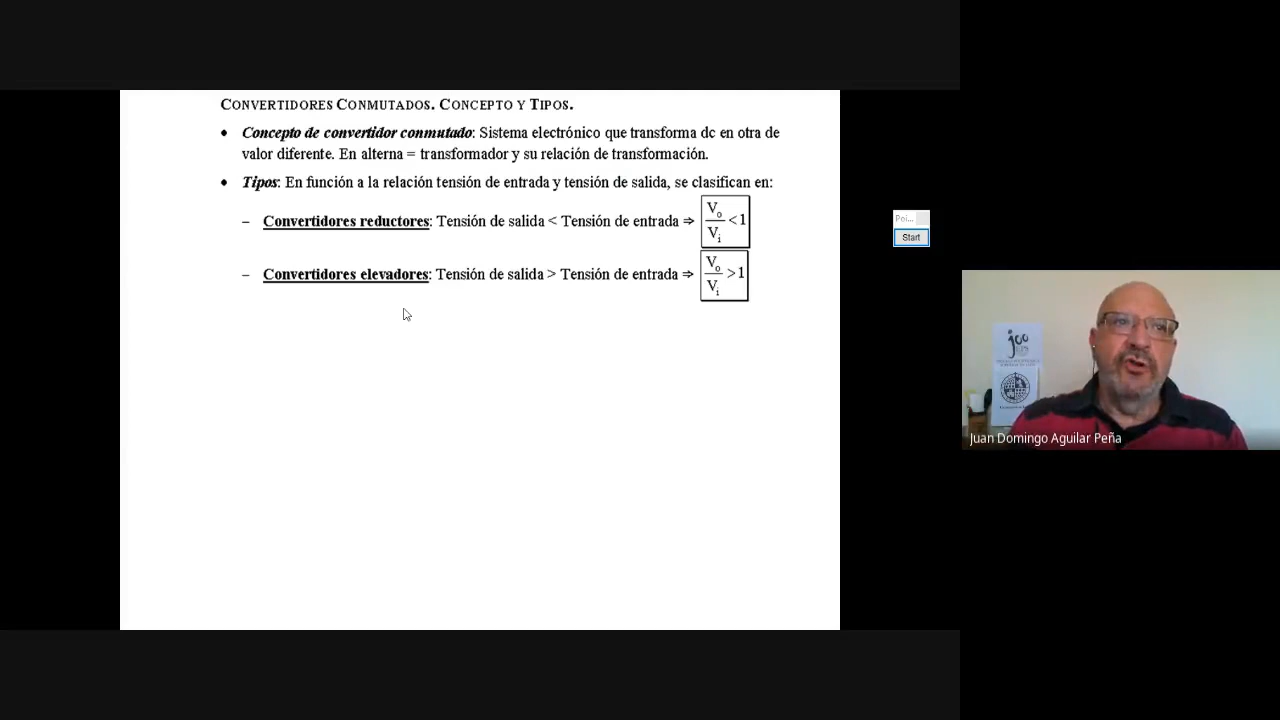 CONVERTIDORES CONMUTADOS. CONCEPTO Y TIPOS.
• Concepto de convertidor conmutado: Sistema electrónico que transforma dc en otra de
valor diferente. En alterna = transformador y su relación de transformación.
• Tipos: En función a la relación tensión de entrada y tensión de salida, se clasifican en:
– Convertidores reductores: Tensión de salida < Tensión de entrada ⇒ Vo/Vi < 1
– Convertidores elevadores: Tensión de salida > Tensión de entrada ⇒ Vo/Vi > 1
Poi...
Start
joo
Juan Domingo Aguilar Peña